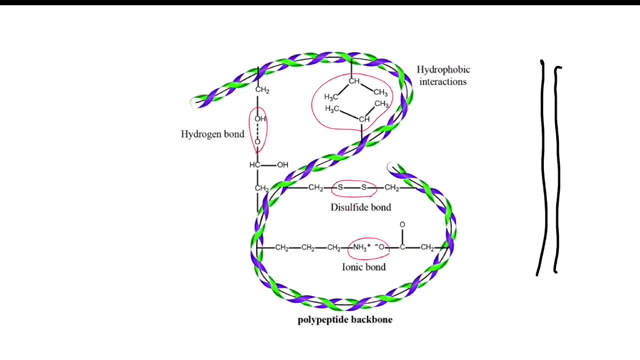 Hydrophobic
interactions
CH
H₃C
CH₃
H₃C
CH₃
CH
CH₂
OH
O
Hydrogen bond
HC—OH
CH₂
CH₂—S—S—CH₂
Disulfide bond
O
CH₂—CH₂—CH₂—NH₃⁺ ⁻O—C—CH₂
Ionic bond
polypeptide backbone